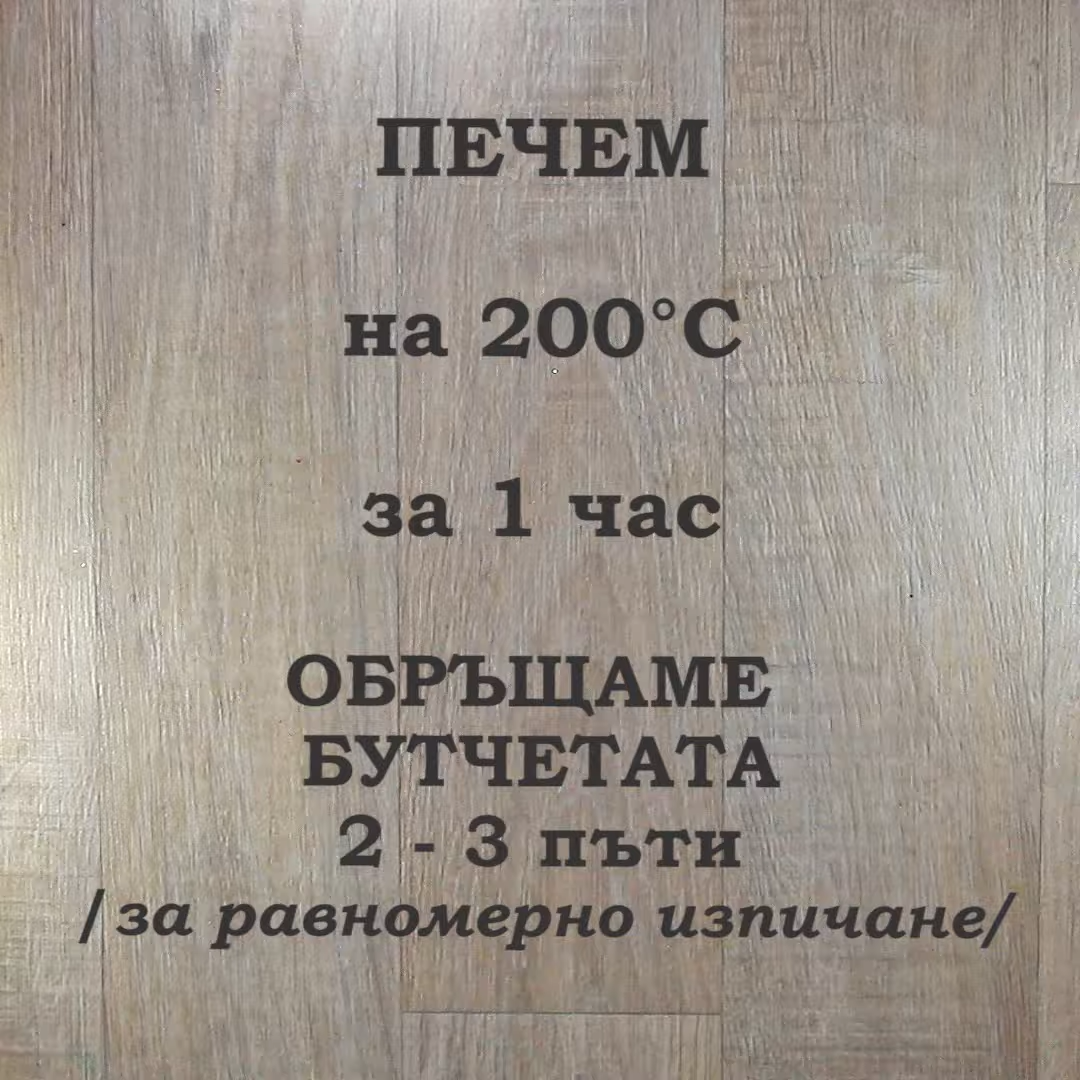 ПЕЧЕМ
на 200°C
за 1 час
ОБРЪЩАМЕ
БУТЧЕТАТА
2 - 3 пъти
/за равномерно изпичане/